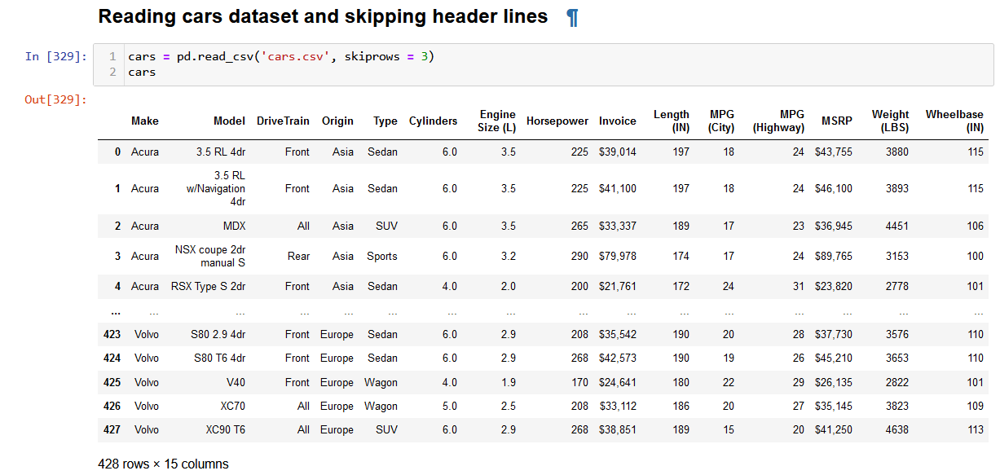 Reading cars dataset and skipping header lines ¶
In [329]:
1 cars = pd.read_csv('cars.csv', skiprows = 3)
2 cars
Out[329]:
Make Model DriveTrain Origin Type Cylinders Engine Size (L) Horsepower Invoice Length (IN) MPG (City) MPG (Highway) MSRP Weight (LBS) Wheelbase (IN)
0 Acura 3.5 RL 4dr Front Asia Sedan 6.0 3.5 225 $39,014 197 18 24 $43,755 3880 115
1 Acura 3.5 RL w/Navigation 4dr Front Asia Sedan 6.0 3.5 225 $41,100 197 18 24 $46,100 3893 115
2 Acura MDX All Asia SUV 6.0 3.5 265 $33,337 189 17 23 $36,945 4451 106
3 Acura NSX coupe 2dr manual S Rear Asia Sports 6.0 3.2 290 $79,978 174 17 24 $89,765 3153 100
4 Acura RSX Type S 2dr Front Asia Sedan 4.0 2.0 200 $21,761 172 24 31 $23,820 2778 101
... ... ... ... ... ... ... ... ... ... ... ... ... ... ... ...
423 Volvo S80 2.9 4dr Front Europe Sedan 6.0 2.9 208 $35,542 190 20 28 $37,730 3576 110
424 Volvo S80 T6 4dr Front Europe Sedan 6.0 2.9 268 $42,573 190 19 26 $45,210 3653 110
425 Volvo V40 Front Europe Wagon 4.0 1.9 170 $24,641 180 22 29 $26,135 2822 101
426 Volvo XC70 All Europe Wagon 5.0 2.5 208 $33,112 186 20 27 $35,145 3823 109
427 Volvo XC90 T6 All Europe SUV 6.0 2.9 268 $38,851 189 15 20 $41,250 4638 113
428 rows × 15 columns